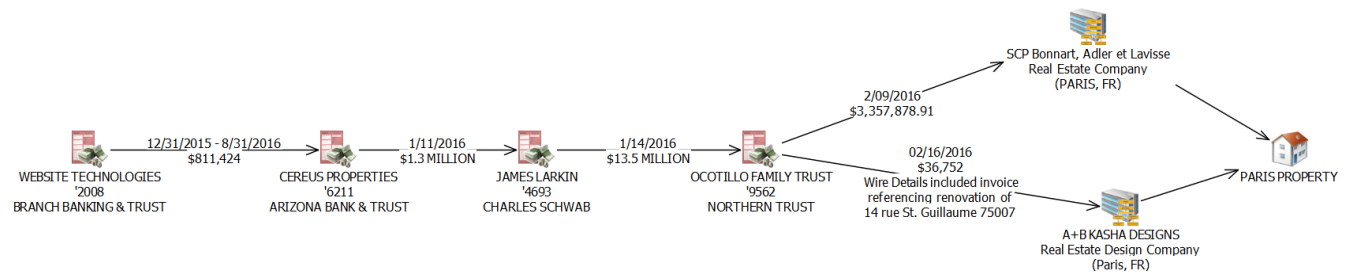 12/31/2015 - 8/31/2016
$811,424
WEBSITE TECHNOLOGIES
'2008
BRANCH BANKING & TRUST
1/11/2016
$1.3 MILLION
CEREUS PROPERTIES
'6211
ARIZONA BANK & TRUST
1/14/2016
$13.5 MILLION
JAMES LARKIN
'4693
CHARLES SCHWAB
OCOTILLO FAMILY TRUST
'9562
NORTHERN TRUST
2/09/2016
$3,357,878.91
SCP Bonnart, Adler et Lavisse
Real Estate Company
(PARIS, FR)
02/16/2016
$36,752
Wire Details included invoice
referencing renovation of
14 rue St. Guillaume 75007
A+B KASHA DESIGNS
Real Estate Design Company
(Paris, FR)
PARIS PROPERTY